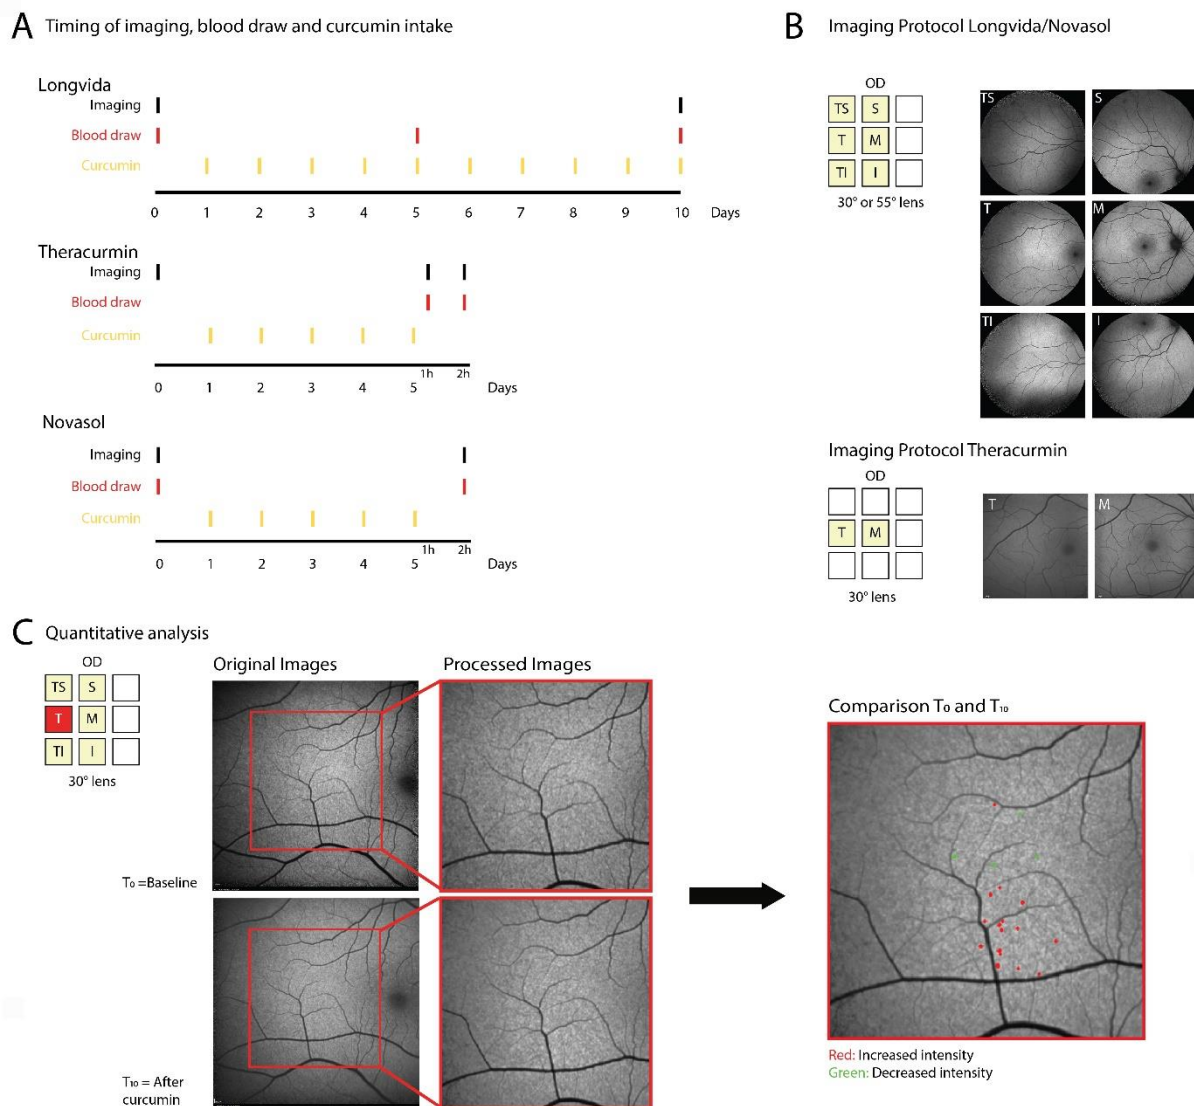 A Timing of imaging, blood draw and curcumin intake
Longvida
Imaging
Blood draw
Curcumin
0 1 2 3 4 5 6 7 8 9 10 Days
Theracurmin
Imaging
Blood draw
Curcumin
1h 2h
0 1 2 3 4 5 Days
Novasol
Imaging
Blood draw
Curcumin
1h 2h
0 1 2 3 4 5 Days
B Imaging Protocol Longvida/Novasol
OD
TS S
T M
TI I
30° or 55° lens
TS S
T M
TI I
Imaging Protocol Theracurmin
OD
T M
30° lens
T M
C Quantitative analysis
OD
TS S
T M
TI I
30° lens
Original Images Processed Images
T₀ =Baseline
T₁₀ = After
curcumin
Comparison T₀ and T₁₀
Red: Increased intensity
Green: Decreased intensity